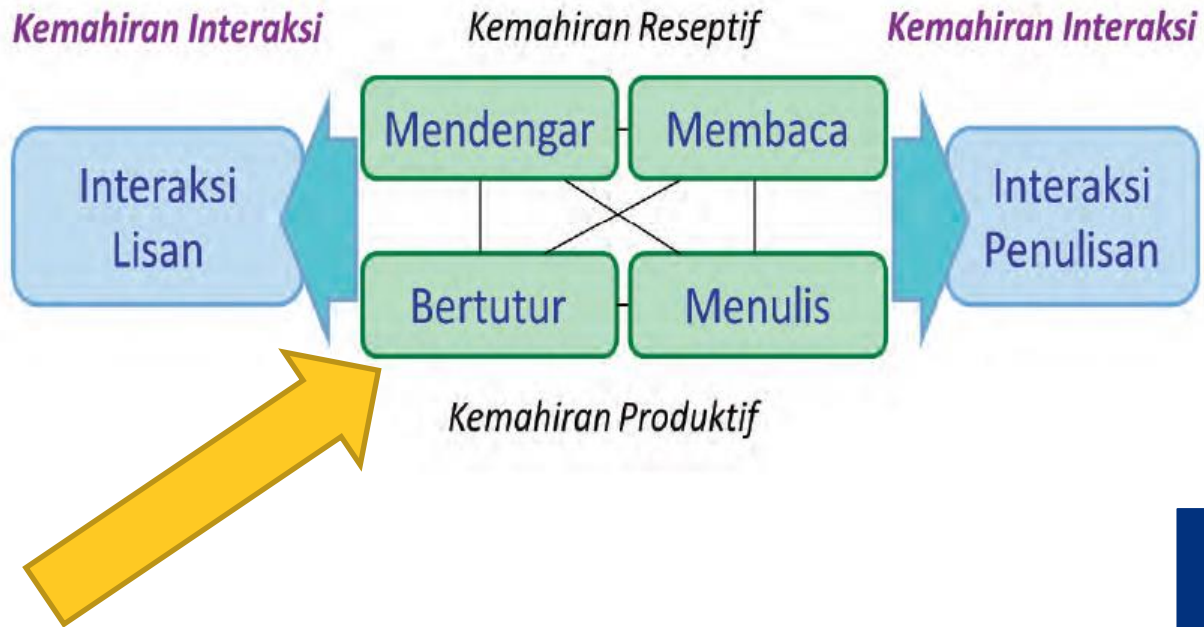 Kemahiran Interaksi
Kemahiran Reseptif
Kemahiran Interaksi
Mendengar
Membaca
Interaksi
Lisan
Interaksi
Penulisan
Bertutur
Menulis
Kemahiran Produktif